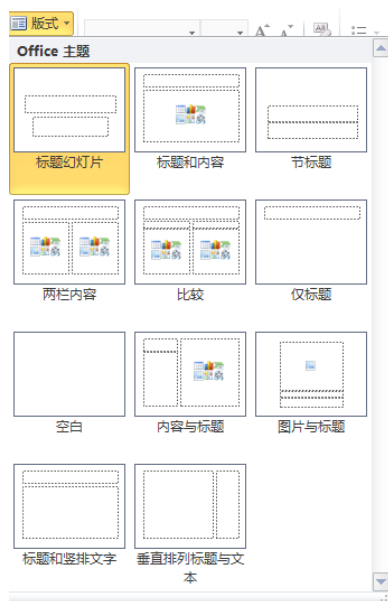 版式
Office 主题
标题幻灯片
标题和内容
节标题
两栏内容
比较
仅标题
空白
内容与标题
图片与标题
标题和竖排文字
垂直排列标题与文
本